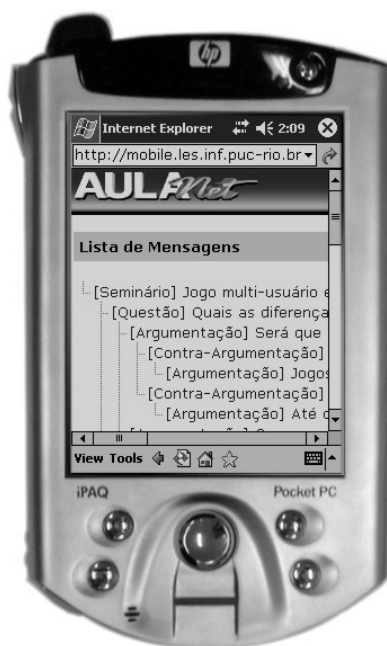 hp
Internet Explorer 2:09
http://mobile.les.inf.puc-rio.br
AULANet
Lista de Mensagens
[Seminário] Jogo multi-usuário e
[Questão] Quais as diferença
[Argumentação] Será que
[Contra-Argumentação]
[Argumentação] Jogos
[Contra-Argumentação]
[Argumentação] Até
View Tools
iPAQ Pocket PC